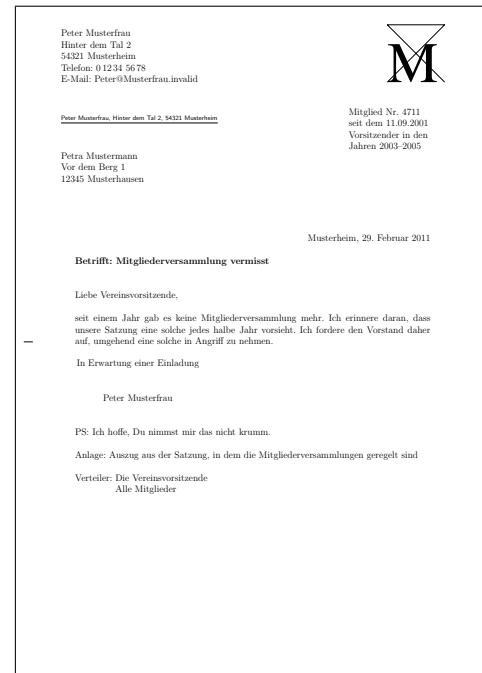 Peter Musterfrau
Hinter dem Tal 2
54321 Musterheim
Telefon: 0 12 34 56 78
E-Mail: Peter@Musterfrau.invalid
M
Peter Musterfrau, Hinter dem Tal 2, 54321 Musterheim
Mitglied Nr. 4711
seit dem 11.09.2001
Vorsitzender in den
Jahren 2003–2005
Petra Mustermann
Vor dem Berg 1
12345 Musterhausen
Musterheim, 29. Februar 2011
Betrifft: Mitgliederversammlung vermisst
Liebe Vereinsvorsitzende,
seit einem Jahr gab es keine Mitgliederversammlung mehr. Ich erinnere daran, dass
unsere Satzung eine solche jedes halbe Jahr vorsieht. Ich fordere den Vorstand daher
auf, umgehend eine solche in Angriff zu nehmen.
In Erwartung einer Einladung
Peter Musterfrau
PS: Ich hoffe, Du nimmst mir das nicht krumm.
Anlage: Auszug aus der Satzung, in dem die Mitgliederversammlungen geregelt sind
Verteiler: Die Vereinsvorsitzende
Alle Mitglieder